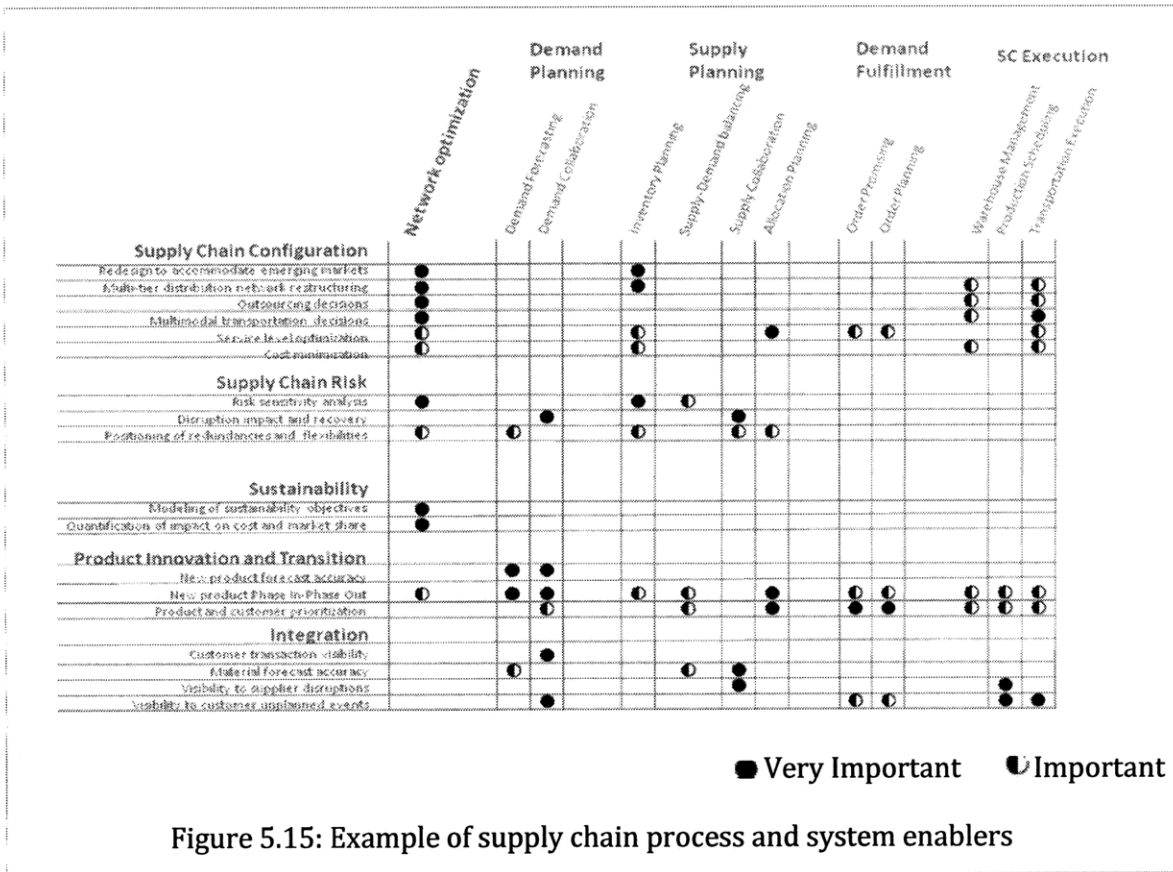 Demand Planning
Supply Planning
Demand Fulfillment
SC Execution
Network optimization
Demand Forecasting
Demand Collaboration
Inventory Planning
Supply-Demand balancing
Supply Collaboration
Allocation Planning
Order Promising
Order Planning
Warehouse Management
Production Scheduling
Transportation Execution
Supply Chain Configuration
Redesign to accommodate emerging markets
Multi-tier distribution network restructuring
Outsourcing decisions
Multimodal transportation decisions
Service level optimization
Cost minimization
Supply Chain Risk
Risk sensitivity analysis
Disruption impact and recovery
Positioning of redundancies and flexibilities
Sustainability
Modeling of sustainability objectives
Quantification of impact on cost and market share
Product Innovation and Transition
New product forecast accuracy
New product Phase In-Phase Out
Product and customer prioritization
Integration
Customer transaction visibility
Material forecast accuracy
Visibility to supplier disruptions
Visibility to customer unplanned events
Very Important
Important
Figure 5.15: Example of supply chain process and system enablers